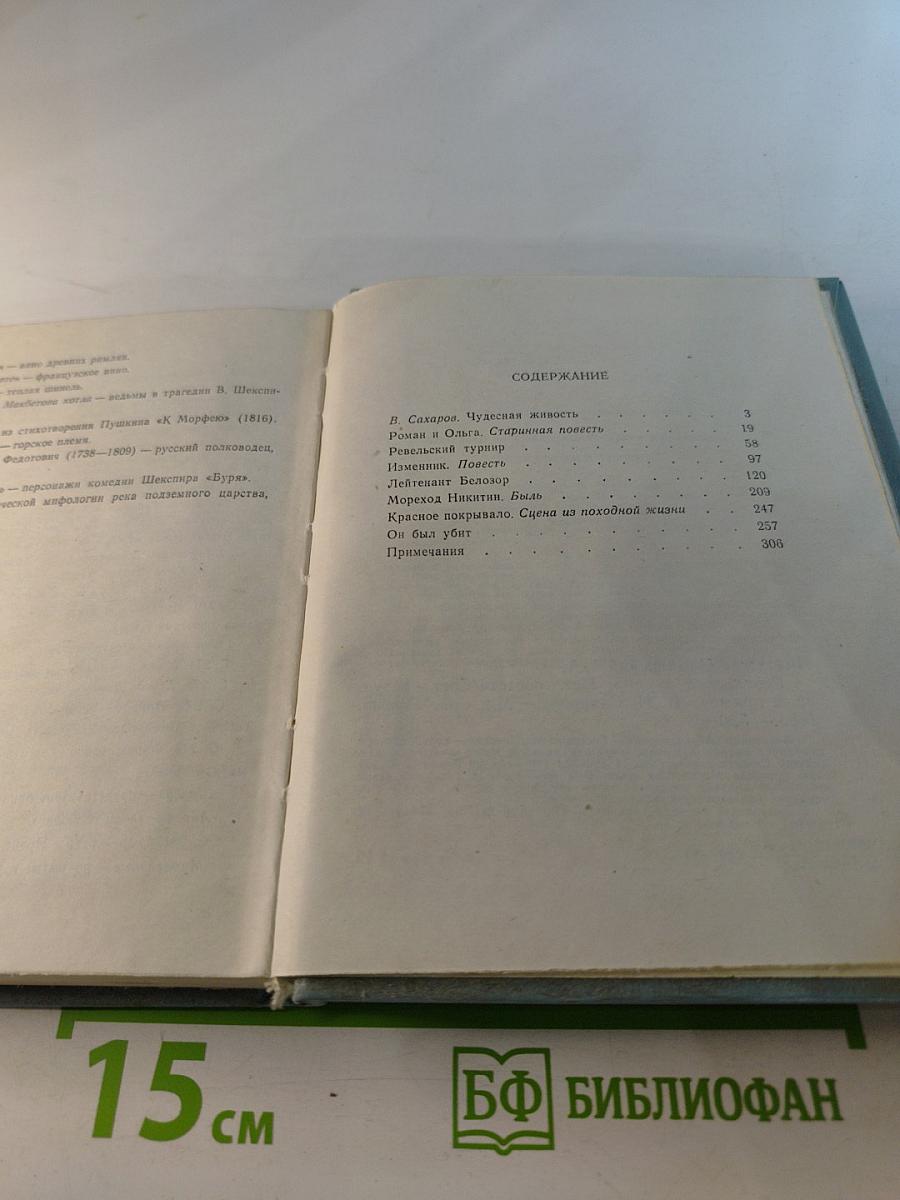 — вино древних римлян.
— французское вино.
— теплая шинель.
Макбетова когда — ведьмы в трагедии В. Шекспи-
из стихотворения Пушкина «К Морфею» (1816).
— горское племя.
Федотович (1738—1809) — русский полководец,
— персонажи комедии Шекспира «Буря».
ческой мифологии река подземного царства,
СОДЕРЖАНИЕ
В. Сахаров. Чудесная живость . . . . . 3
Роман и Ольга. Старинная повесть . . . . . 19
Ревельский турнир . . . . . . . . 58
Изменник. Повесть . . . . . . . . 97
Лейтенант Белозор . . . . . . . . 120
Мореход Никитин. Быль . . . . . . . 209
Красное покрывало. Сцена из походной жизни . . 247
Он был убит . . . . . . . . . 257
Примечания . . . . . . . . . 306
15 см
БФ БИБЛИОФАН